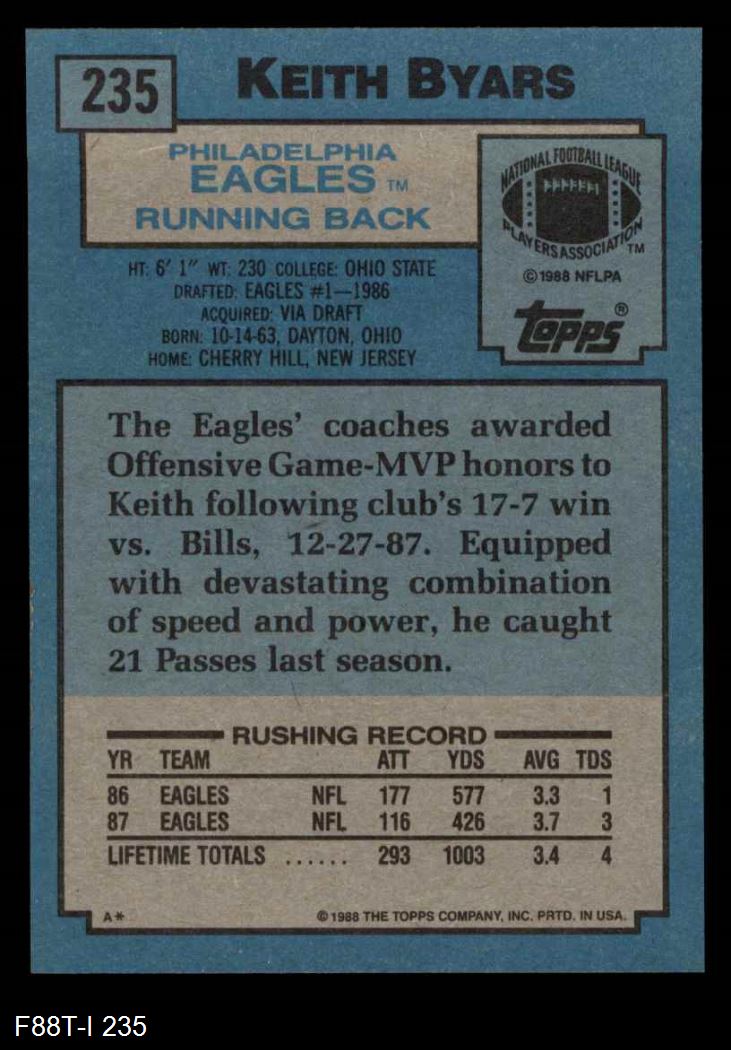 235
KEITH BYARS
PHILADELPHIA
EAGLES TM
RUNNING BACK
NATIONAL FOOTBALL LEAGUE
PLAYERS ASSOCIATION TM
© 1988 NFLPA
TOPPS®
HT: 6' 1" WT: 230 COLLEGE: OHIO STATE
DRAFTED: EAGLES #1—1986
ACQUIRED: VIA DRAFT
BORN: 10-14-63, DAYTON, OHIO
HOME: CHERRY HILL, NEW JERSEY
The Eagles' coaches awarded
Offensive Game-MVP honors to
Keith following club's 17-7 win
vs. Bills, 12-27-87. Equipped
with devastating combination
of speed and power, he caught
21 Passes last season.
RUSHING RECORD
YR TEAM ATT YDS AVG TDS
86 EAGLES NFL 177 577 3.3 1
87 EAGLES NFL 116 426 3.7 3
LIFETIME TOTALS ...... 293 1003 3.4 4
A* © 1988 THE TOPPS COMPANY, INC. PRTD. IN USA.
F88T-I 235